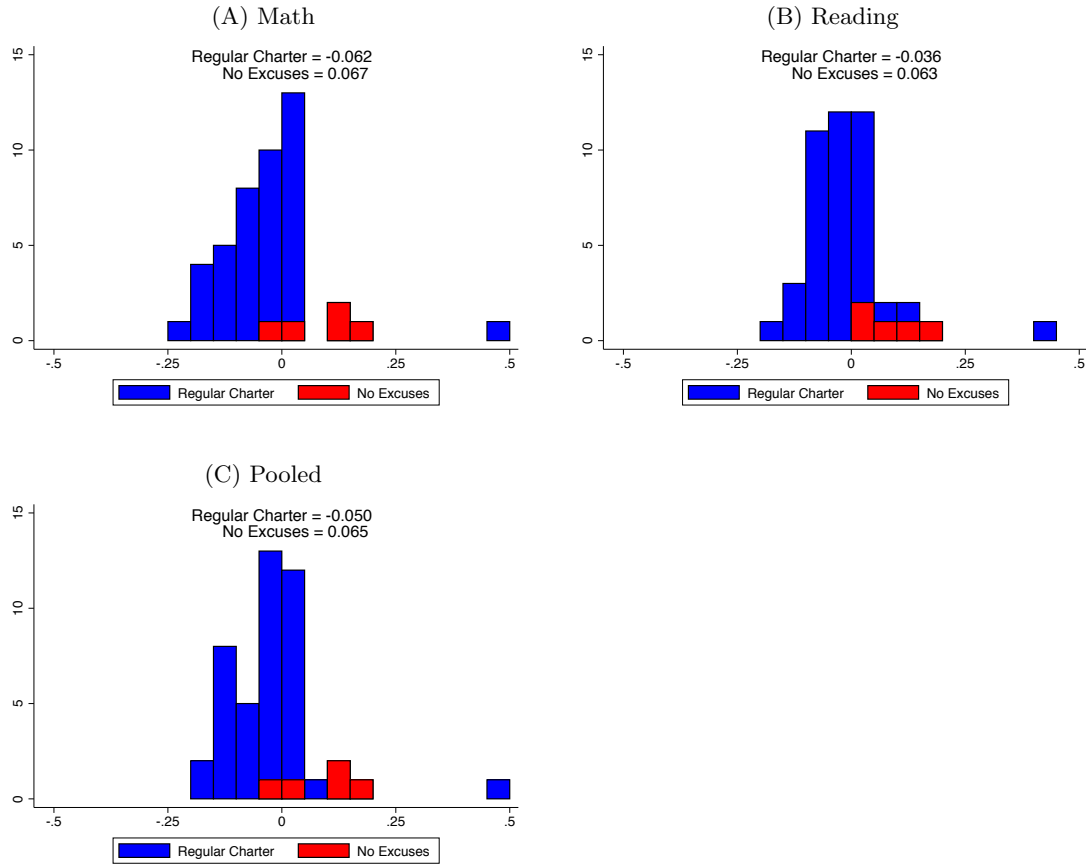 (A) Math
Regular Charter = -0.062
No Excuses = 0.067
15
10
5
0
-.5 -.25 0 .25 .5
Regular Charter No Excuses
(B) Reading
Regular Charter = -0.036
No Excuses = 0.063
15
10
5
0
-.5 -.25 0 .25 .5
Regular Charter No Excuses
(C) Pooled
Regular Charter = -0.050
No Excuses = 0.065
15
10
5
0
-.5 -.25 0 .25 .5
Regular Charter No Excuses